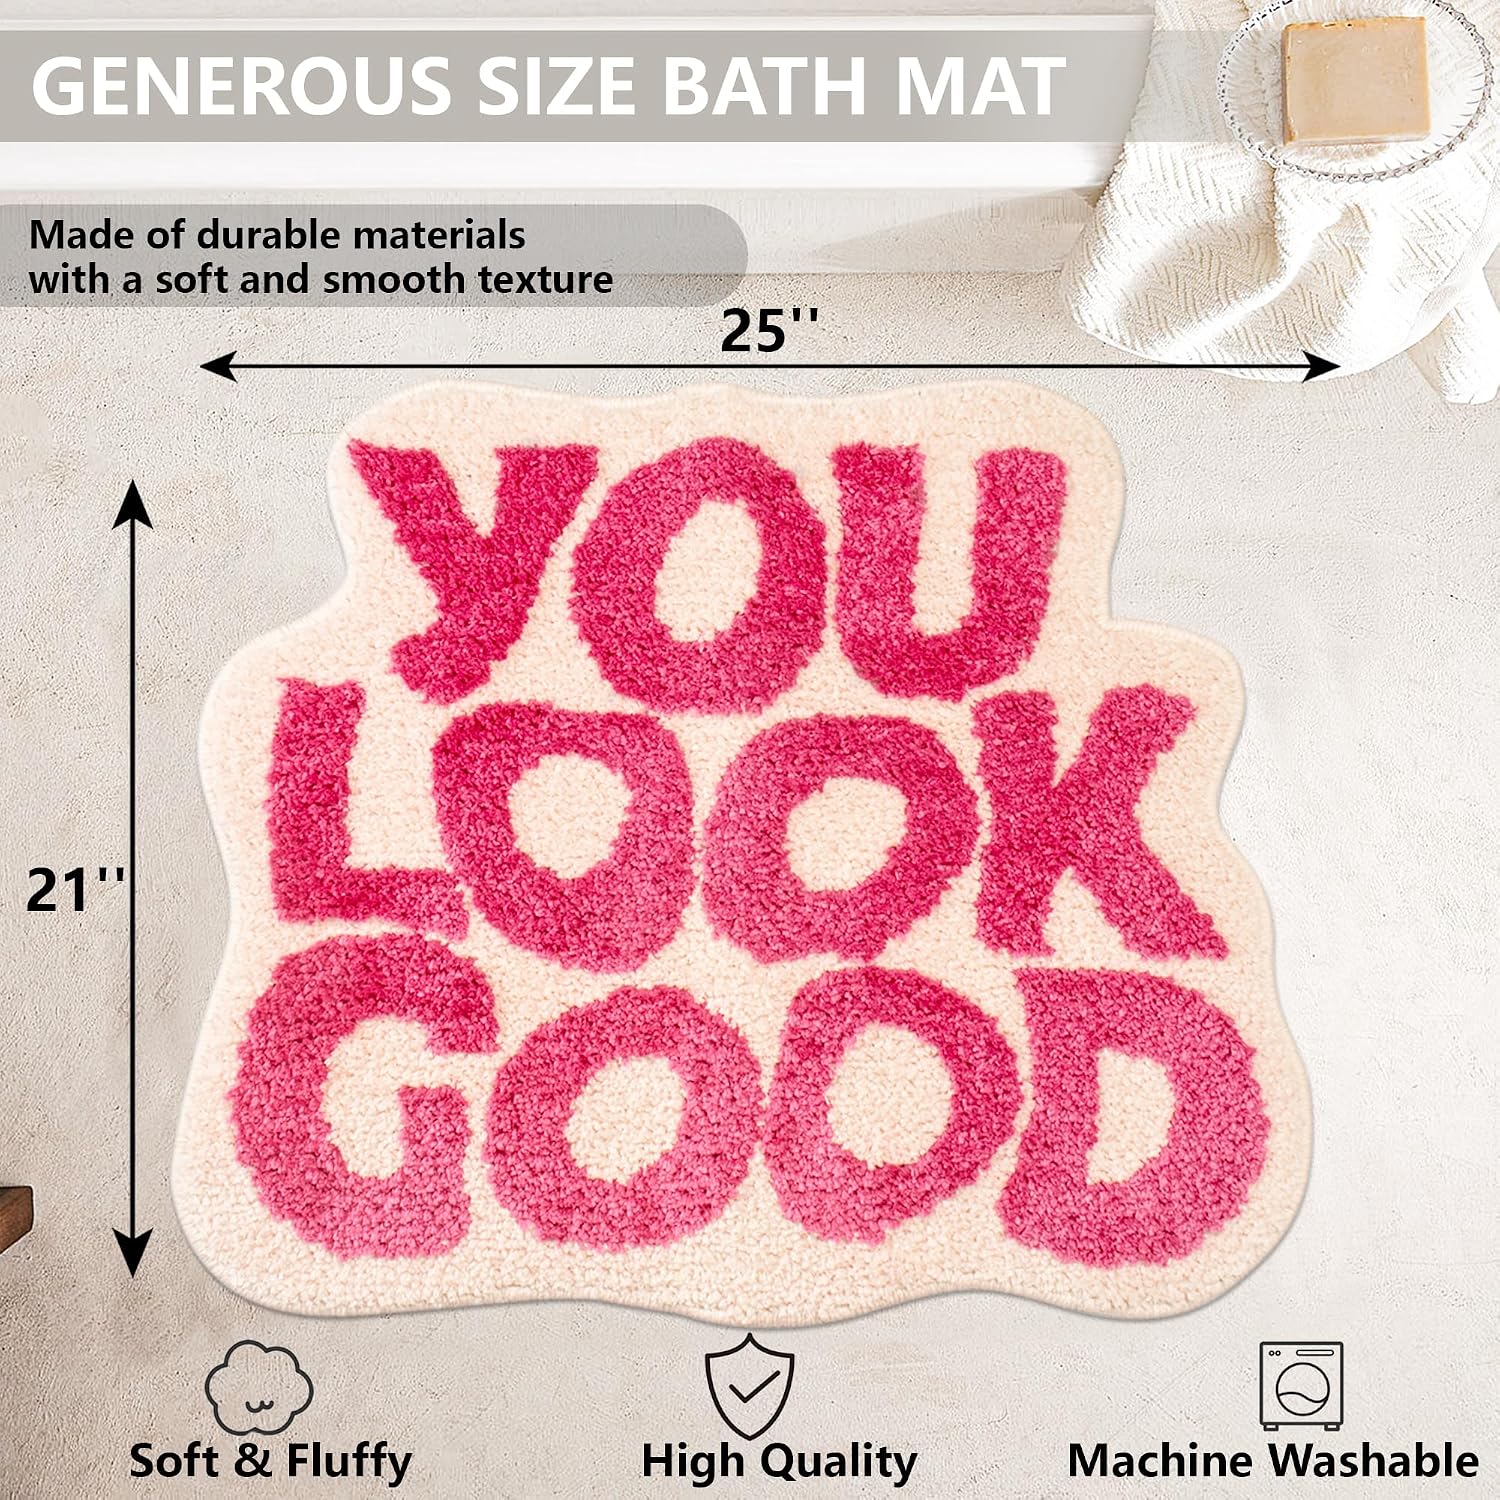 GENEROUS SIZE BATH MAT
Made of durable materials
with a soft and smooth texture
25''
21''
YOU
LOOK
GOOD
Soft & Fluffy
High Quality
Machine Washable